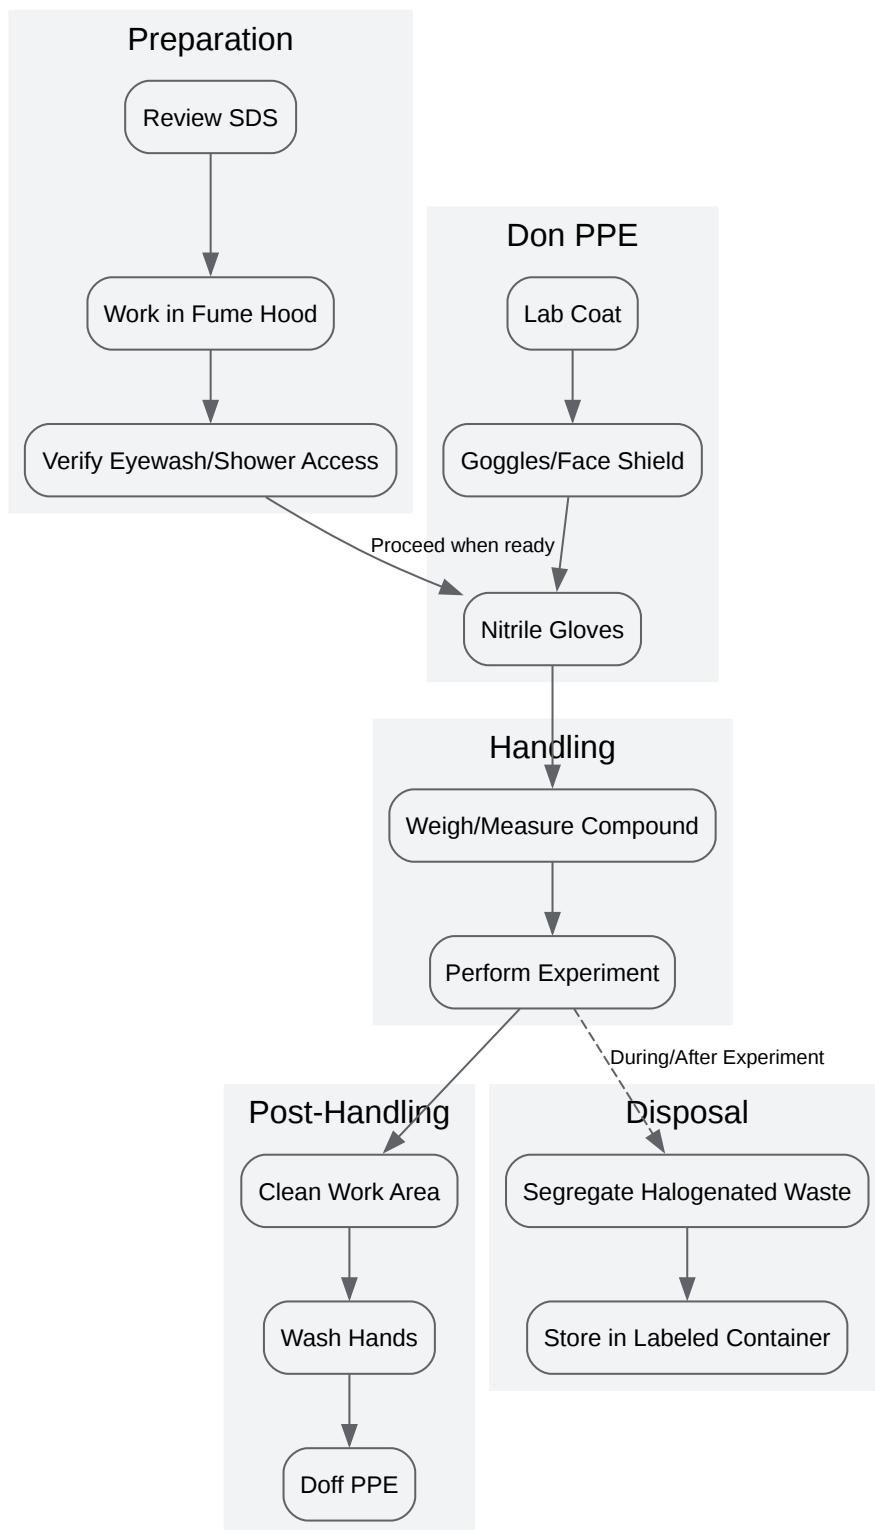 Preparation
Review SDS
Work in Fume Hood
Verify Eyewash/Shower Access
Don PPE
Lab Coat
Goggles/Face Shield
Proceed when ready
Nitrile Gloves
Handling
Weigh/Measure Compound
Perform Experiment
During/After Experiment
Post-Handling
Clean Work Area
Wash Hands
Doff PPE
Disposal
Segregate Halogenated Waste
Store in Labeled Container